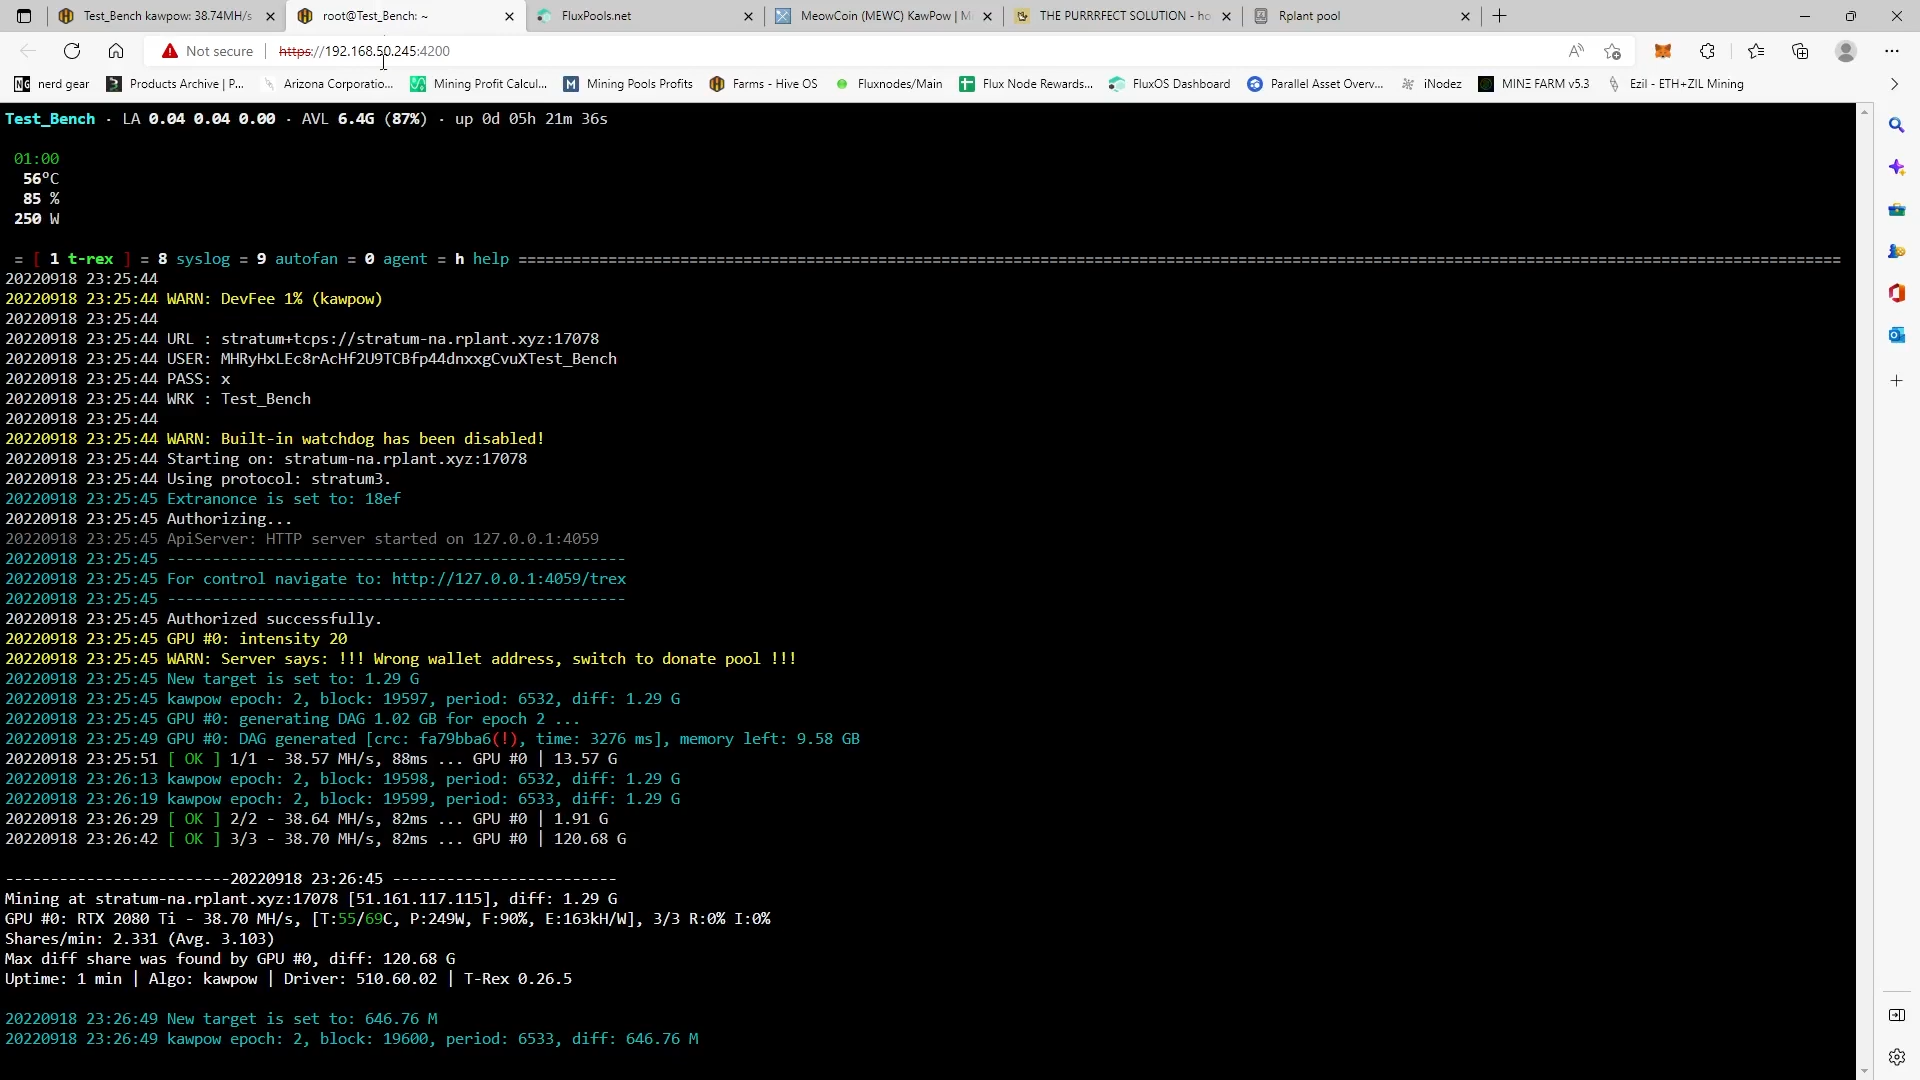 Test_Bench kawpow: 38.74MH/s
root@Test_Bench: ~
FluxPools.net
MeowCoin (MEWC) KawPow | M
THE PURRRFECT SOLUTION - ho
Rplant pool
Not secure
https://192.168.50.245:4200
nerd gear
Products Archive | P...
Arizona Corporatio...
Mining Profit Calcul...
Mining Pools Profits
Farms - Hive OS
Fluxnodes/Main
Flux Node Rewards...
FluxOS Dashboard
Parallel Asset Overv...
iNodez
MINE FARM v5.3
Ezil - ETH+ZIL Mining
Test_Bench · LA 0.04 0.04 0.00 · AVL 6.4G (87%) · up 0d 05h 21m 36s
01:00
56°C
85 %
250 W
= [ 1 t-rex ] = 8 syslog = 9 autofan = 0 agent = h help ===================================================================================================================================================
20220918 23:25:44
20220918 23:25:44 WARN: DevFee 1% (kawpow)
20220918 23:25:44
20220918 23:25:44 URL : stratum+tcps://stratum-na.rplant.xyz:17078
20220918 23:25:44 USER: MHRyHxLEc8rAcHf2U9TCBfp44dnxxgCvuXTest_Bench
20220918 23:25:44 PASS: x
20220918 23:25:44 WRK : Test_Bench
20220918 23:25:44
20220918 23:25:44 WARN: Built-in watchdog has been disabled!
20220918 23:25:44 Starting on: stratum-na.rplant.xyz:17078
20220918 23:25:44 Using protocol: stratum3.
20220918 23:25:45 Extranonce is set to: 18ef
20220918 23:25:45 Authorizing...
20220918 23:25:45 ApiServer: HTTP server started on 127.0.0.1:4059
20220918 23:25:45 ---------------------------------------------------
20220918 23:25:45 For control navigate to: http://127.0.0.1:4059/trex
20220918 23:25:45 ---------------------------------------------------
20220918 23:25:45 Authorized successfully.
20220918 23:25:45 GPU #0: intensity 20
20220918 23:25:45 WARN: Server says: !!! Wrong wallet address, switch to donate pool !!!
20220918 23:25:45 New target is set to: 1.29 G
20220918 23:25:45 kawpow epoch: 2, block: 19597, period: 6532, diff: 1.29 G
20220918 23:25:45 GPU #0: generating DAG 1.02 GB for epoch 2 ...
20220918 23:25:49 GPU #0: DAG generated [crc: fa79bba6(!), time: 3276 ms], memory left: 9.58 GB
20220918 23:25:51 [ OK ] 1/1 - 38.57 MH/s, 88ms ... GPU #0 | 13.57 G
20220918 23:26:13 kawpow epoch: 2, block: 19598, period: 6532, diff: 1.29 G
20220918 23:26:19 kawpow epoch: 2, block: 19599, period: 6533, diff: 1.29 G
20220918 23:26:29 [ OK ] 2/2 - 38.64 MH/s, 82ms ... GPU #0 | 1.91 G
20220918 23:26:42 [ OK ] 3/3 - 38.70 MH/s, 82ms ... GPU #0 | 120.68 G
-------------------------20220918 23:26:45 -------------------------
Mining at stratum-na.rplant.xyz:17078 [51.161.117.115], diff: 1.29 G
GPU #0: RTX 2080 Ti - 38.70 MH/s, [T:55/69C, P:249W, F:90%, E:163kH/W], 3/3 R:0% I:0%
Shares/min: 2.331 (Avg. 3.103)
Max diff share was found by GPU #0, diff: 120.68 G
Uptime: 1 min | Algo: kawpow | Driver: 510.60.02 | T-Rex 0.26.5
20220918 23:26:49 New target is set to: 646.76 M
20220918 23:26:49 kawpow epoch: 2, block: 19600, period: 6533, diff: 646.76 M